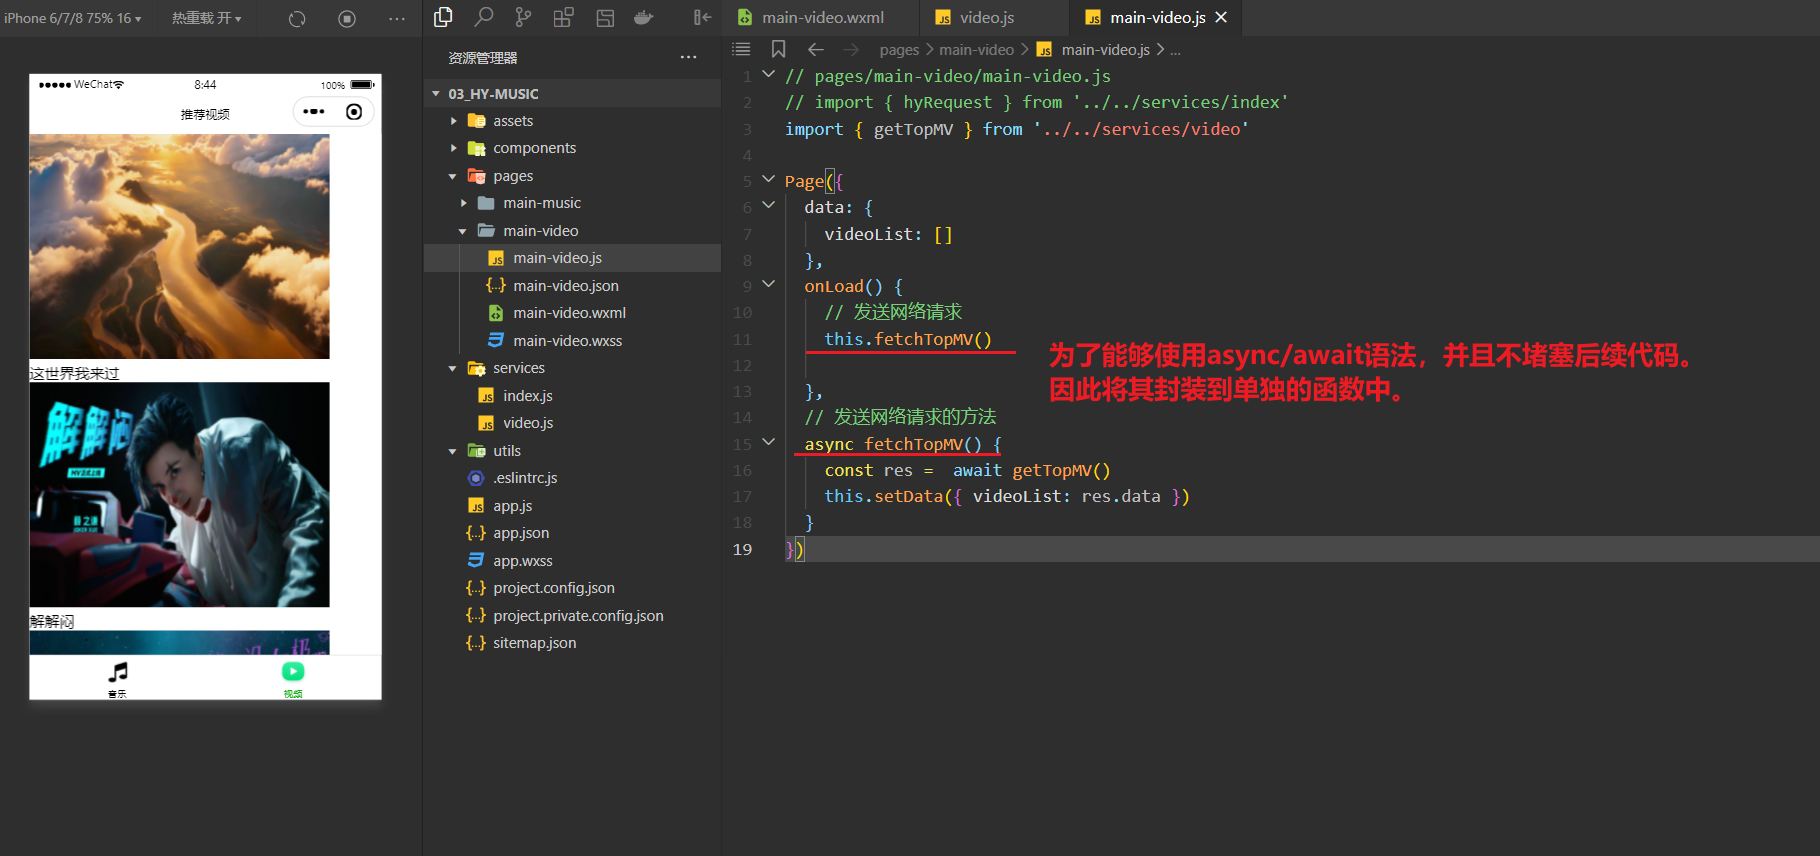 iPhone 6/7/8 75% 16
热重载 开
WeChat
8:44
100%
推荐视频
这世界我来过
解解闷
MV正式上线
解解闷
音乐
视频
资源管理器
03_HY-MUSIC
assets
components
pages
main-music
main-video
main-video.js
main-video.json
main-video.wxml
main-video.wxss
services
index.js
video.js
utils
.eslintrc.js
app.js
app.json
app.wxss
project.config.json
project.private.config.json
sitemap.json
main-video.wxml
video.js
main-video.js
pages > main-video > main-video.js > ...
1 // pages/main-video/main-video.js
2 // import { hyRequest } from '../../services/index'
3 import { getTopMV } from '../../services/video'
4
5 Page({
6 data: {
7 videoList: []
8 },
9 onLoad() {
10 // 发送网络请求
11 this.fetchTopMV()
12
13 },
14 // 发送网络请求的方法
15 async fetchTopMV() {
16 const res =  await getTopMV()
17 this.setData({ videoList: res.data })
18 }
19 })
为了能够使用async/await语法，并且不堵塞后续代码。
因此将其封装到单独的函数中。